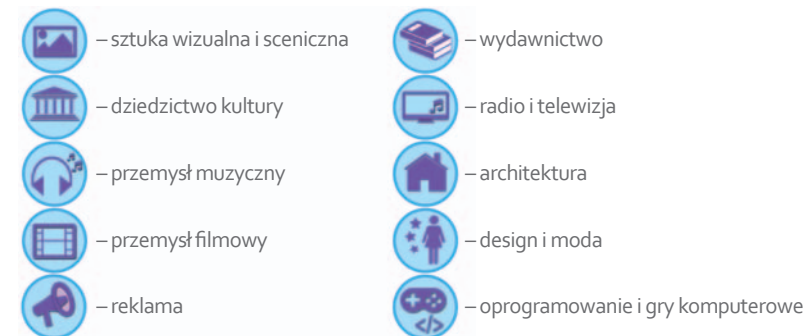 – sztuka wizualna i sceniczna
– dziedzictwo kultury
– przemysł muzyczny
– przemysł filmowy
– reklama
– wydawnictwo
– radio i telewizja
– architektura
– design i moda
– oprogramowanie i gry komputerowe